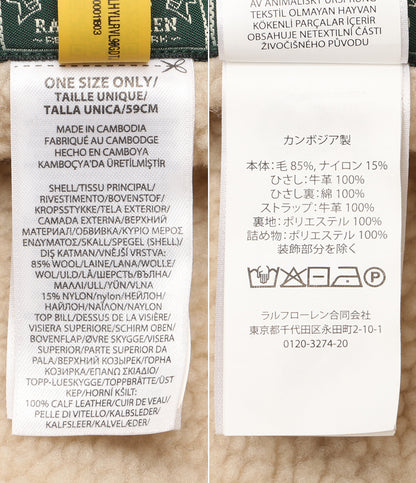 ONE SIZE ONLY/
TAILLE UNIQUE/
TALLA UNICA/59CM
MADE IN CAMBODIA
FABRIQUÉ AU CAMBODGE
HECHO EN CAMBOYA
KAMBOÇYA'DA ÜRETİLMİŞTİR
SHELL/TISSU PRINCIPAL/
RIVESTIMENTO/BOVENSTOF/
KROPSSTYKKE/TELA EXTERIOR/
CAMADA EXTERNA/ВЕРХНИЙ
МАТЕРИАЛ/ОБВИВКА/ΚΥΡΙΟ ΜΕΡΟΣ
ΕΝΔΥΜΑΤΟΣ/SKALL/SPEGEL (SHELL)/
DIŞ KATMAN/VNĚJŠÍ VRSTVA:
85% WOOL/LAINE/LANA/WOLLE/
WOL/ULD/LÃ/ШЕРСТЬ/ВЪЛНА/
ΜΑΛΛΙ/ULL/YÜN/VLNA
15% NYLON/nylon/НЕЙЛОН/
НАЙЛОН/ΝΑΪΛΟΝ/NAYLON
TOP BILL/DESSUS DE LA VISIÈRE/
VISIERA SUPERIORE/SCHIRM OBEN/
BOVENFLAP/ØVRE SKYGGE/VISERA
SUPERIOR/PARTE SUPERIOR DA
PALA/ВЕРХНИЙ КОЗЫРЕК/ГОРНА
КОЗИРКА/ΕΠΑΝΩ ΣΚΙΑΔΙΟ/
TOPP-LUESKYGGE/TOPPBRÄTTE/ÜST
KEP/HORNÍ KŠILT:
100% CALF LEATHER/CUIR DE VEAU/
PELLE DI VITELLO/KALBSLEDER/
KALFSLEER/KALVELÆDER/
AV ANIMALSKT URSPRUNG
TEKSTİL OLMAYAN HAYVAN
KÖKENLİ PARÇALAR İÇERİR
OBSAHUJE NETEXTILNÍ ČÁSTI
ŽIVOČIŠNÉHO PŮVODU
カンボジア製
本体：毛 85%, ナイロン 15%
ひさし：牛革 100%
ひさし裏：綿 100%
ストラップ：牛革 100%
裏地：ポリエステル 100%
詰め物：ポリエステル 100%
装飾部分を除く
P
ラルフローレン合同会社
東京都千代田区永田町2-10-1
0120-3274-20